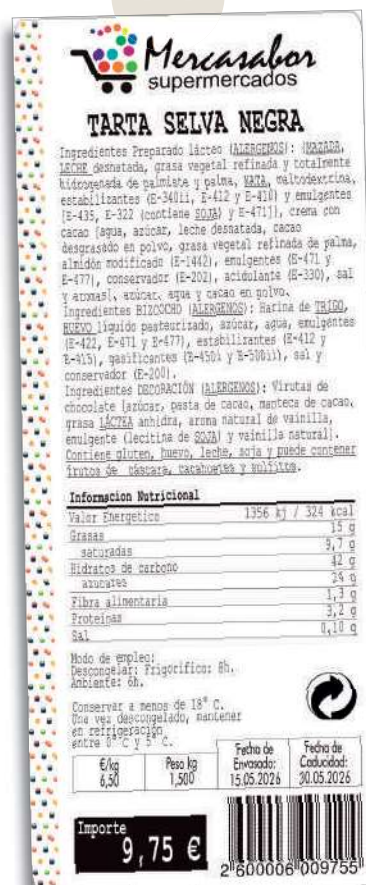 Mercasabor
supermercados
TARTA SELVA NEGRA
Ingredientes Preparado lácteo (ALERGENOS): (MAZADA,
LECHE desnatada, grasa vegetal refinada y totalmente
hidrogenada de palmiste y palma, NATA, maltodextrina,
estabilizantes (E-340ii, E-412 y E-410) y emulgentes
[E-435, E-322 (contiene SOJA) y E-471]), crema con
cacao [agua, azúcar, leche desnatada, cacao
desgrasado en polvo, grasa vegetal refinada de palma,
almidón modificado (E-1442), emulgentes (E-471 y
E-477), conservador (E-202), acidulante (E-330), sal
y aromas], azúcar, agua y cacao en polvo.
Ingredientes BIZCOCHO (ALERGENOS): Harina de TRIGO,
HUEVO líquido pasteurizado, azúcar, agua, emulgentes
(E-422, E-471 y E-477), estabilizantes (E-412 y
E-415), gasificantes (E-450i y E-500ii), sal y
conservador (E-200).
Ingredientes DECORACIÓN (ALERGENOS): Virutas de
chocolate [azúcar, pasta de cacao, manteca de cacao,
grasa LÁCTEA anhidra, aroma natural de vainilla,
emulgente (lecitina de SOJA) y vainilla natural].
Contiene gluten, huevo, leche, soja y puede contener
frutos de cáscara, cacahuetes y sulfitos.
Informacion Nutricional
Valor Energetico 1356 kj / 324 kcal
Grasas 15 g
saturadas 9,7 g
Hidratos de carbono 42 g
azucares 29 g
Fibra alimentaria 1,3 g
Proteinas 3,2 g
Sal 0,10 g
Modo de empleo:
Descongelar: Frigorifico: 8h.
Ambiente: 6h.
Conservar a menos de 18° C.
Una vez descongelado, mantener
en refrigeración
entre 0° C y 5° C.
€/kg 6,50
Peso kg 1,500
Fecha de Envasado: 15.05.2026
Fecha de Caducidad: 30.05.2026
Importe
9,75 €
2 600006 009755